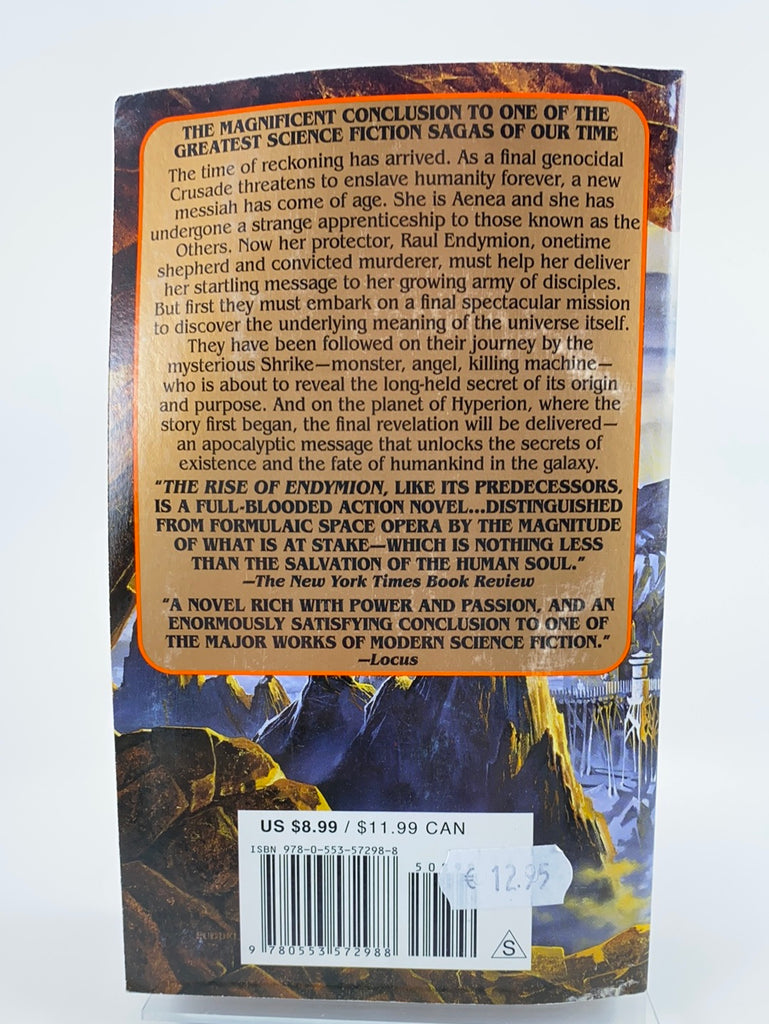 THE MAGNIFICENT CONCLUSION TO ONE OF THE
GREATEST SCIENCE FICTION SAGAS OF OUR TIME
The time of reckoning has arrived. As a final genocidal
Crusade threatens to enslave humanity forever, a new
messiah has come of age. She is Aenea and she has
undergone a strange apprenticeship to those known as the
Others. Now her protector, Raul Endymion, onetime
shepherd and convicted murderer, must help her deliver
her startling message to her growing army of disciples.
But first they must embark on a final spectacular mission
to discover the underlying meaning of the universe itself.
They have been followed on their journey by the
mysterious Shrike—monster, angel, killing machine—
who is about to reveal the long-held secret of its origin
and purpose. And on the planet of Hyperion, where the
story first began, the final revelation will be delivered—
an apocalyptic message that unlocks the secrets of
existence and the fate of humankind in the galaxy.
"THE RISE OF ENDYMION, LIKE ITS PREDECESSORS,
IS A FULL-BLOODED ACTION NOVEL...DISTINGUISHED
FROM FORMULAIC SPACE OPERA BY THE MAGNITUDE
OF WHAT IS AT STAKE—WHICH IS NOTHING LESS
THAN THE SALVATION OF THE HUMAN SOUL."
—The New York Times Book Review
"A NOVEL RICH WITH POWER AND PASSION, AND AN
ENORMOUSLY SATISFYING CONCLUSION TO ONE OF
THE MAJOR WORKS OF MODERN SCIENCE FICTION."
—Locus
US $8.99 / $11.99 CAN
ISBN 978-0-553-57298-8
50
€ 12.95
9 780553 572988
S